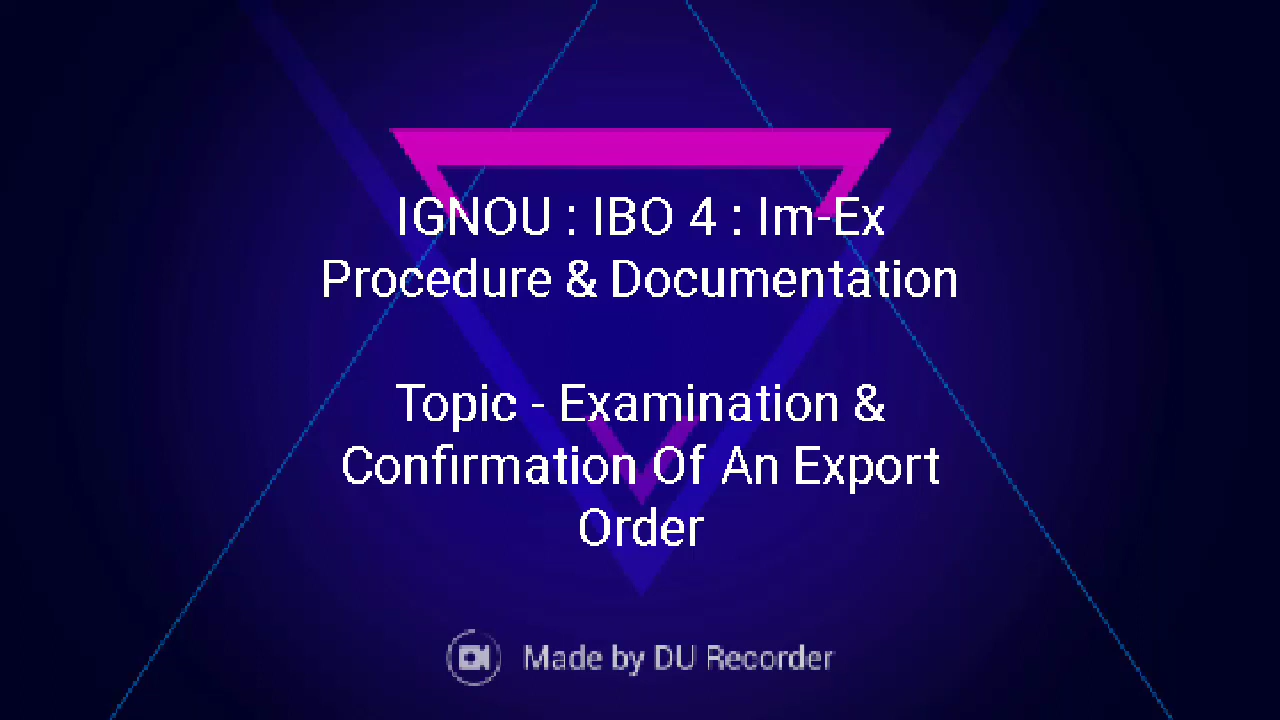 IGNOU : IBO 4 : Im-Ex
Procedure & Documentation
Topic - Examination &
Confirmation Of An Export
Order
Made by DU Recorder